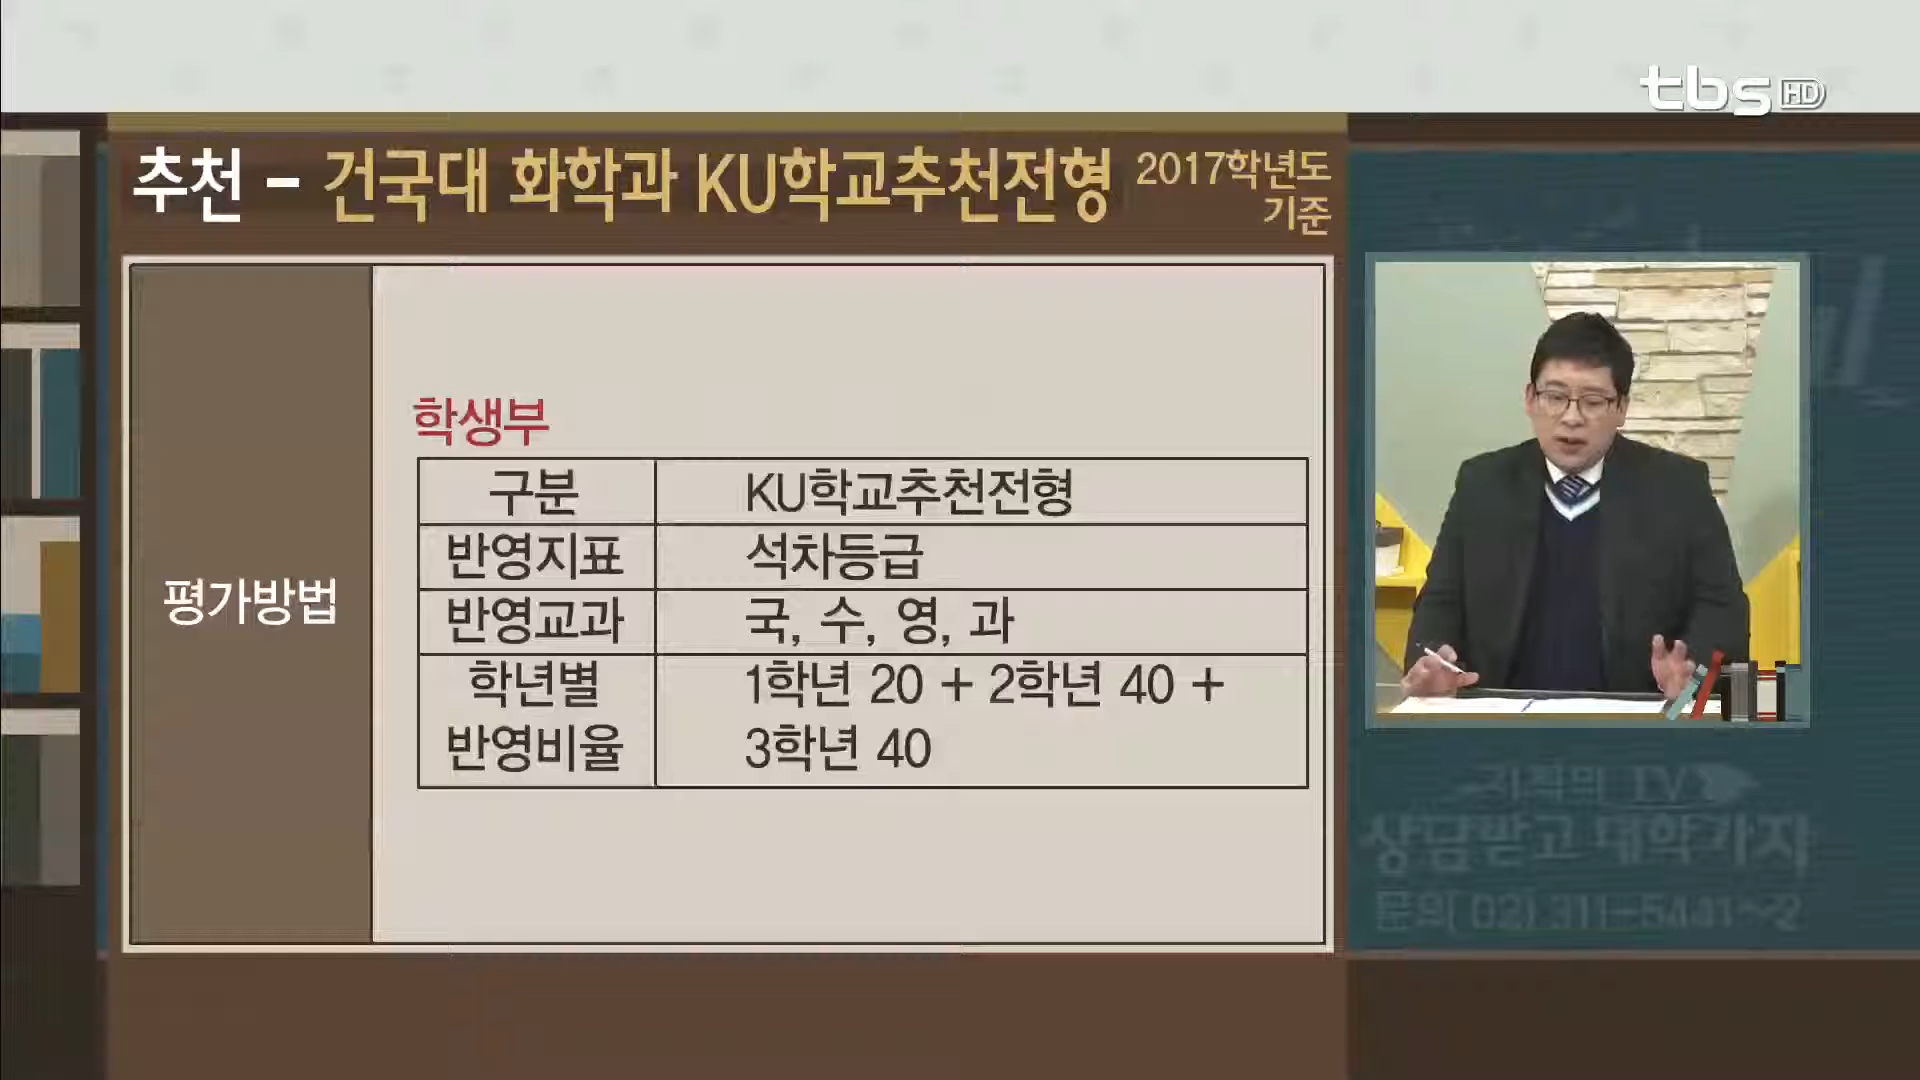 tbs HD
추천 - 건국대 화학과 KU학교추천전형 2017학년도
기준
평가방법
학생부
구분 KU학교추천전형
반영지표 석차등급
반영교과 국, 수, 영, 과
학년별 1학년 20 + 2학년 40 +
반영비율 3학년 40
상담받고 대학가자